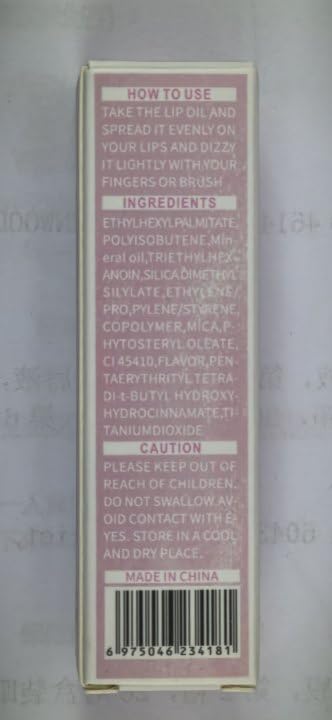 HOW TO USE
TAKE THE LIP OIL AND
SPREAD IT EVENLY ON
YOUR LIPS AND DIZZY
IT LIGHTLY WITH YOUR
FINGERS OR BRUSH
INGREDIENTS
ETHYLHEXYL PALMITATE,
POLYISOBUTENE,Min-
eral oil,TRIETHYLHEX-
ANOIN,SILICA DIMETHYL
SILYLATE,ETHYLENE/
PRO,PYLENE/STYRENE,
COPOLYMER,MICA,P-
HYTOSTERYL OLEATE,
CI 45410,FLAVOR,PEN-
TAERYTHRITYL TETRA-
DI-t-BUTYL HYDROXY-
HYDROCINNAMATE,TI-
TANIUMDIOXIDE
CAUTION
PLEASE KEEP OUT OF
REACH OF CHILDREN.
DO NOT SWALLOW.AV-
OID CONTACT WITH E-
YES. STORE IN A COOL
AND DRY PLACE.
MADE IN CHINA
6 975046 234181